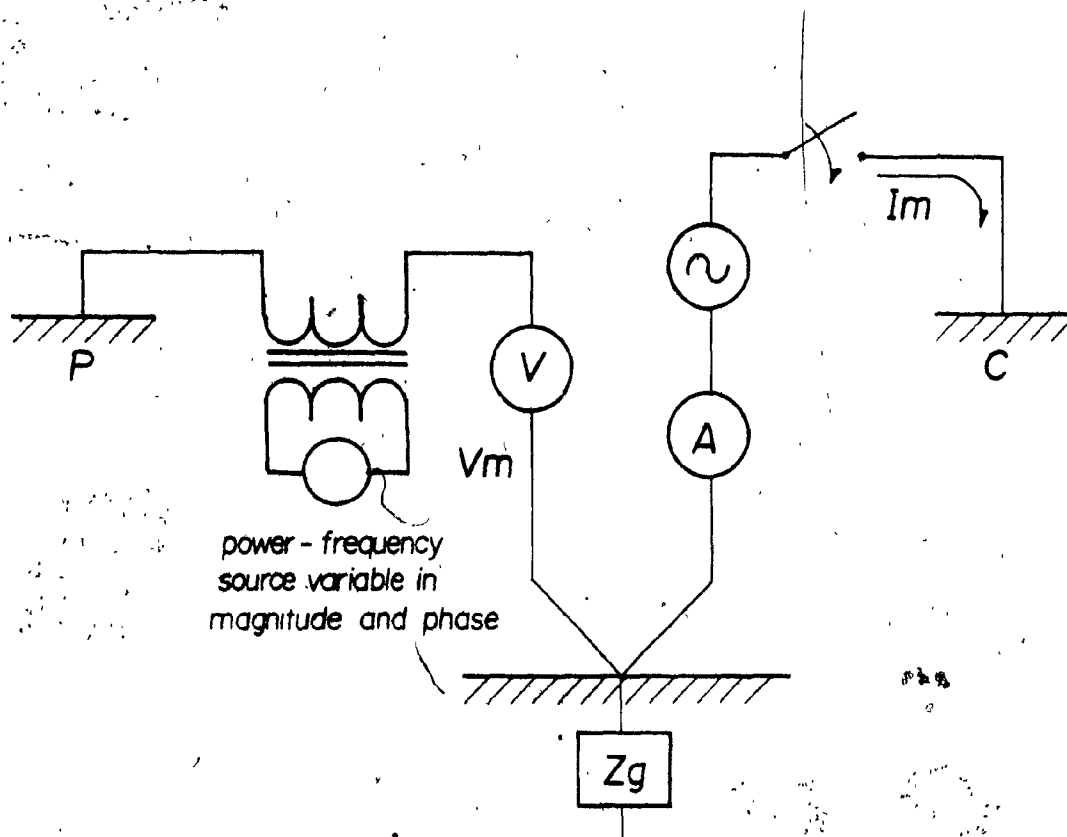 Im
P
C
V
A
Vm
power-frequency
source variable in
magnitude and phase
Zg